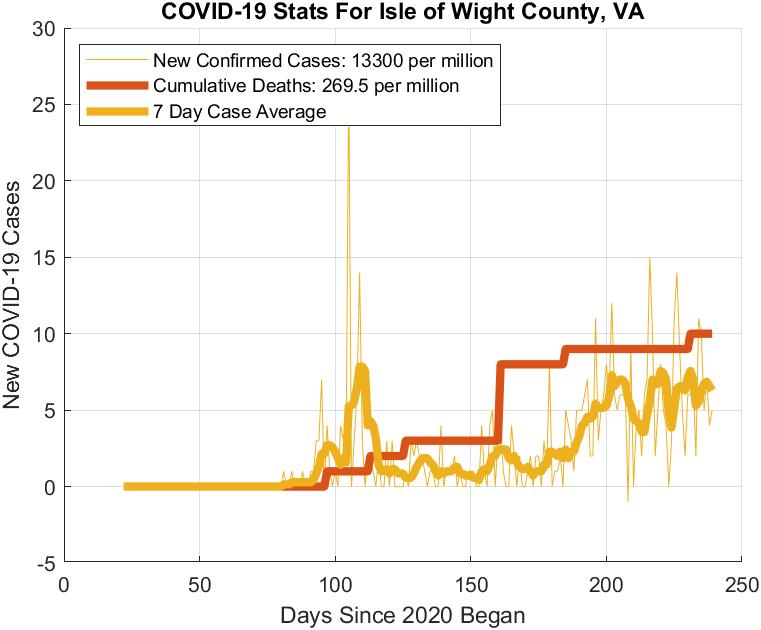 COVID-19 Stats For Isle of Wight County, VA
30
New Confirmed Cases: 13300 per million
Cumulative Deaths: 269.5 per million
7 Day Case Average
25
20
15
10
5
0
-5
New COVID-19 Cases
0 50 100 150 200 250
Days Since 2020 Began